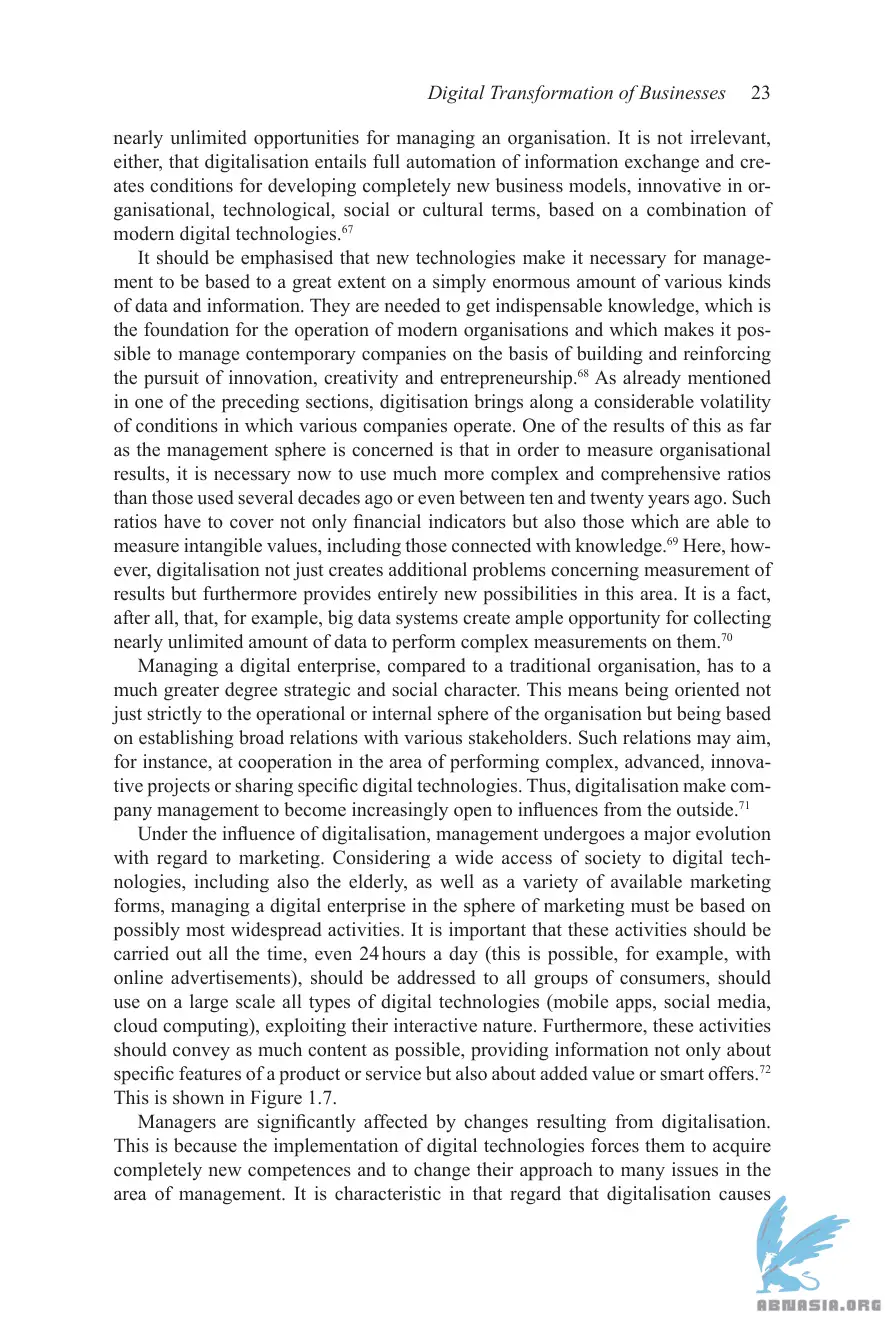 Digital Transformation of Businesses 23
nearly unlimited opportunities for managing an organisation. It is not irrelevant,
either, that digitalisation entails full automation of information exchange and cre-
ates conditions for developing completely new business models, innovative in or-
ganisational, technological, social or cultural terms, based on a combination of
modern digital technologies.67
It should be emphasised that new technologies make it necessary for manage-
ment to be based to a great extent on a simply enormous amount of various kinds
of data and information. They are needed to get indispensable knowledge, which is
the foundation for the operation of modern organisations and which makes it pos-
sible to manage contemporary companies on the basis of building and reinforcing
the pursuit of innovation, creativity and entrepreneurship.68 As already mentioned
in one of the preceding sections, digitisation brings along a considerable volatility
of conditions in which various companies operate. One of the results of this as far
as the management sphere is concerned is that in order to measure organisational
results, it is necessary now to use much more complex and comprehensive ratios
than those used several decades ago or even between ten and twenty years ago. Such
ratios have to cover not only financial indicators but also those which are able to
measure intangible values, including those connected with knowledge.69 Here, how-
ever, digitalisation not just creates additional problems concerning measurement of
results but furthermore provides entirely new possibilities in this area. It is a fact,
after all, that, for example, big data systems create ample opportunity for collecting
nearly unlimited amount of data to perform complex measurements on them.70
Managing a digital enterprise, compared to a traditional organisation, has to a
much greater degree strategic and social character. This means being oriented not
just strictly to the operational or internal sphere of the organisation but being based
on establishing broad relations with various stakeholders. Such relations may aim,
for instance, at cooperation in the area of performing complex, advanced, innova-
tive projects or sharing specific digital technologies. Thus, digitalisation make com-
pany management to become increasingly open to influences from the outside.71
Under the influence of digitalisation, management undergoes a major evolution
with regard to marketing. Considering a wide access of society to digital tech-
nologies, including also the elderly, as well as a variety of available marketing
forms, managing a digital enterprise in the sphere of marketing must be based on
possibly most widespread activities. It is important that these activities should be
carried out all the time, even 24 hours a day (this is possible, for example, with
online advertisements), should be addressed to all groups of consumers, should
use on a large scale all types of digital technologies (mobile apps, social media,
cloud computing), exploiting their interactive nature. Furthermore, these activities
should convey as much content as possible, providing information not only about
specific features of a product or service but also about added value or smart offers.72
This is shown in Figure 1.7.
Managers are significantly affected by changes resulting from digitalisation.
This is because the implementation of digital technologies forces them to acquire
completely new competences and to change their approach to many issues in the
area of management. It is characteristic in that regard that digitalisation causes
ABNASIA.ORG